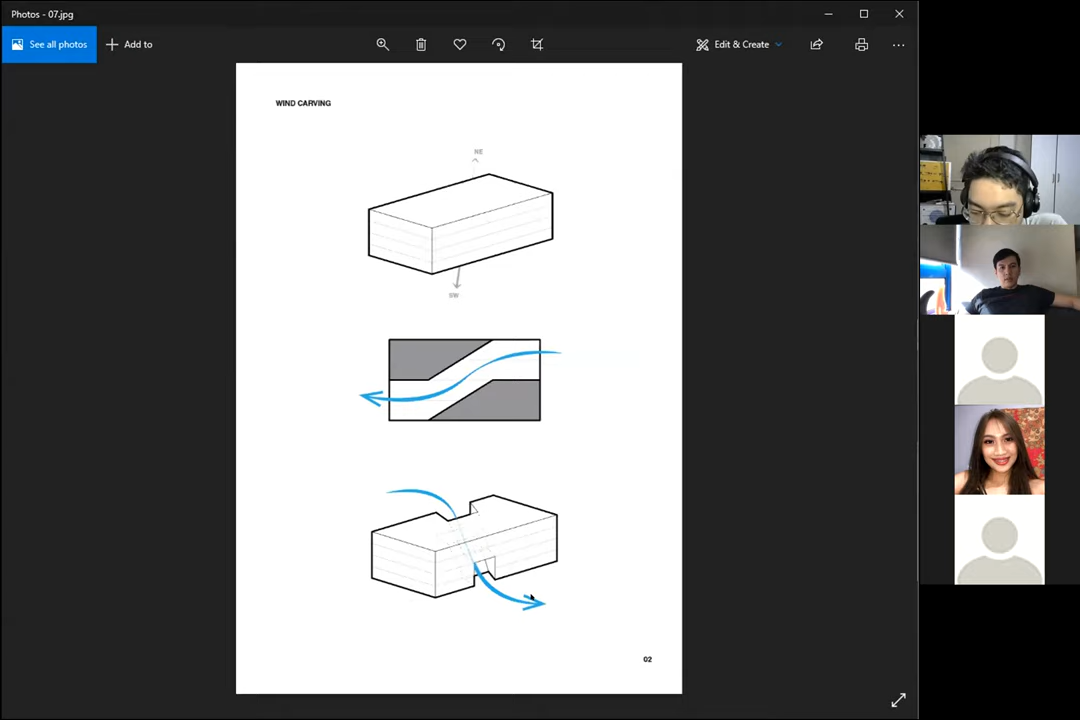 Photos - 07.jpg
See all photos
Add to
Edit & Create
WIND CARVING
NE
SW
02